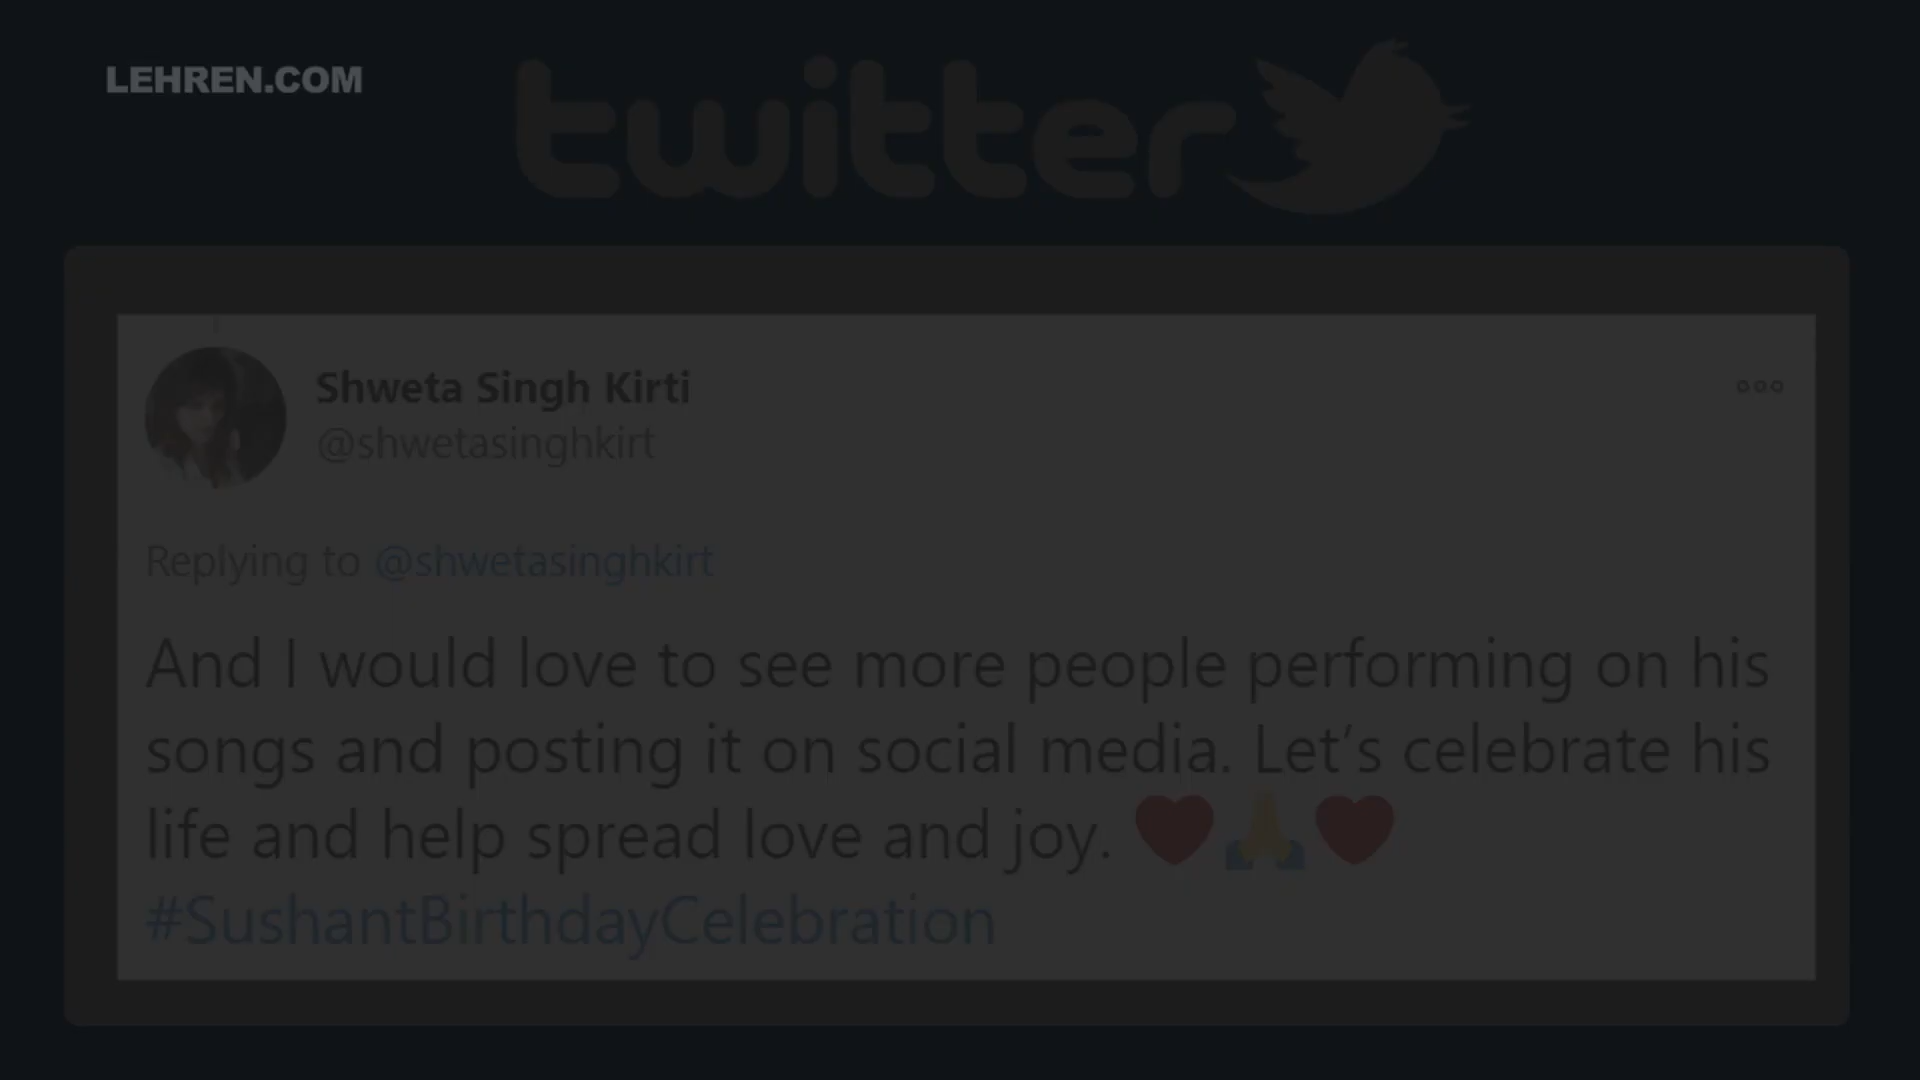 LEHREN.COM
twitter
Shweta Singh Kirti
@shwetasinghkirt
Replying to @shwetasinghkirt
And I would love to see more people performing on his
songs and posting it on social media. Let's celebrate his
life and help spread love and joy. ❤️🙏❤️
#SushantBirthdayCelebration